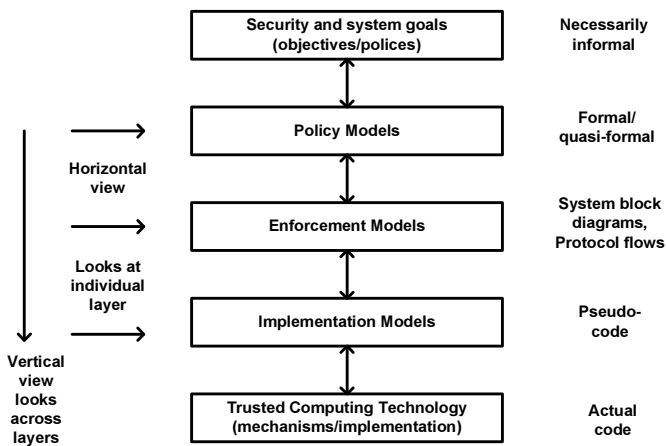 Security and system goals
(objectives/polices)
Necessarily
informal
Policy Models
Formal/
quasi-formal
Horizontal
view
Enforcement Models
System block
diagrams,
Protocol flows
Looks at
individual
layer
Implementation Models
Pseudo-
code
Vertical
view
looks
across
layers
Trusted Computing Technology
(mechanisms/implementation)
Actual
code